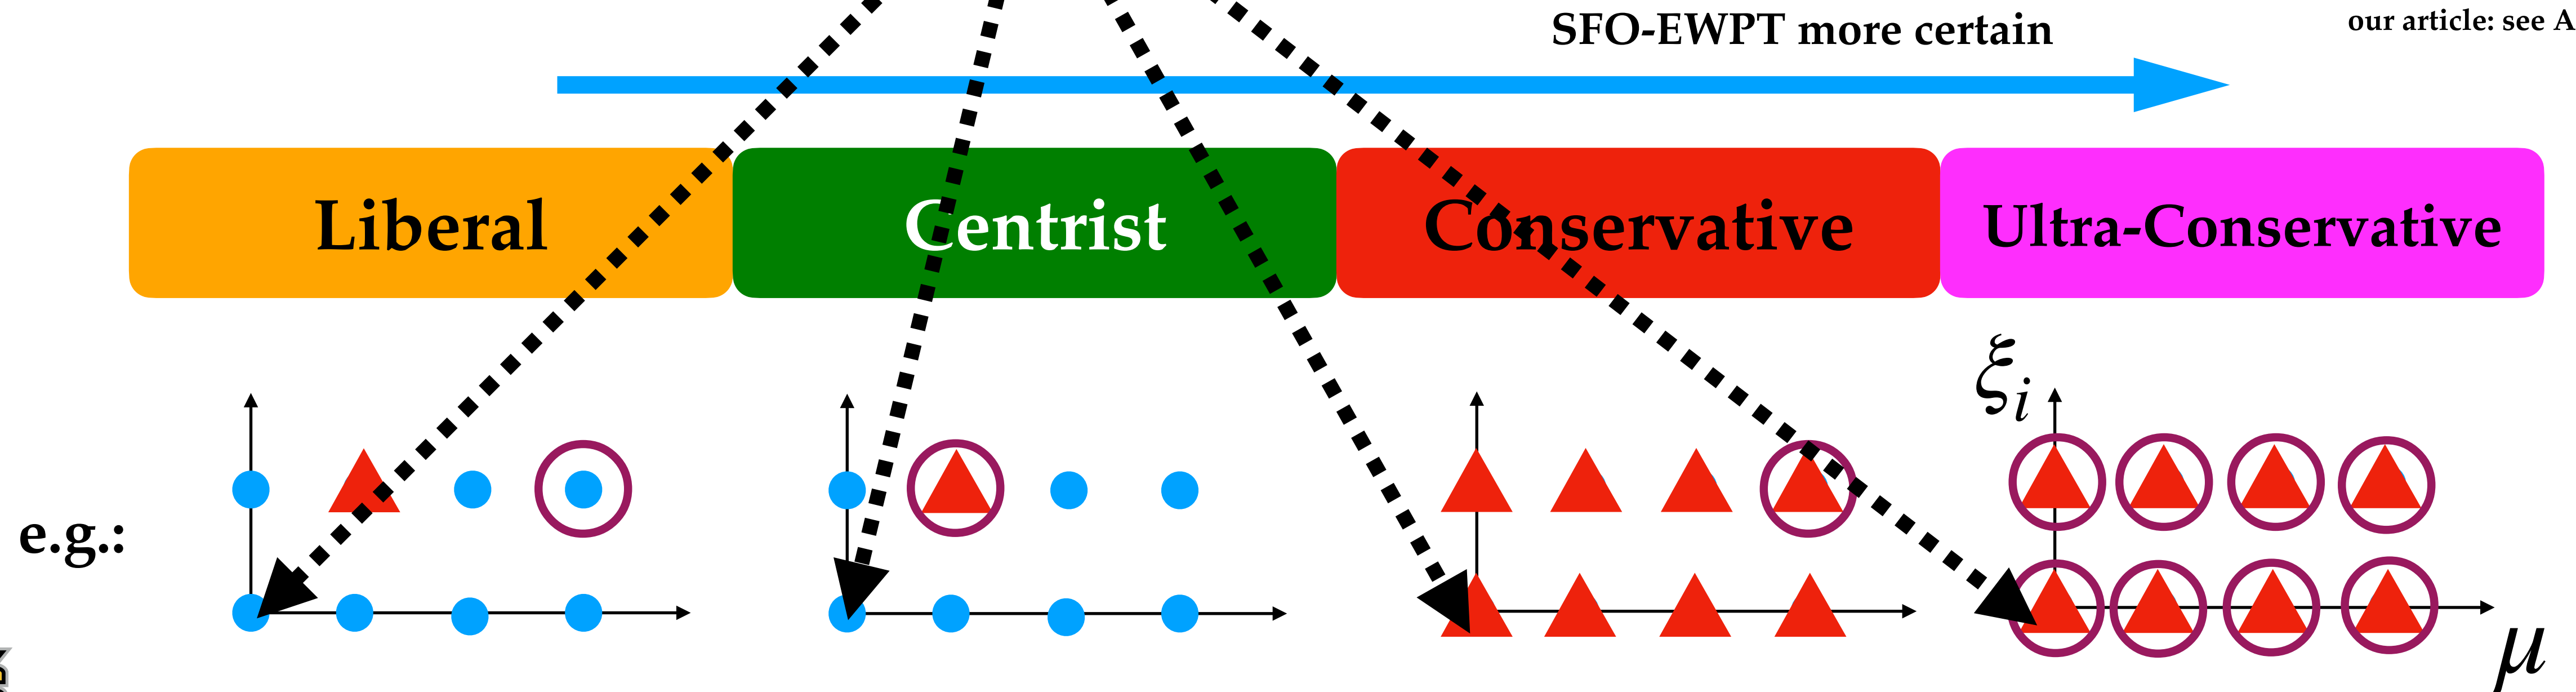 SFO-EWPT more certain
our article: see A
Liberal
Centrist
Conservative
Ultra-Conservative
ξi
e.g.:
μ